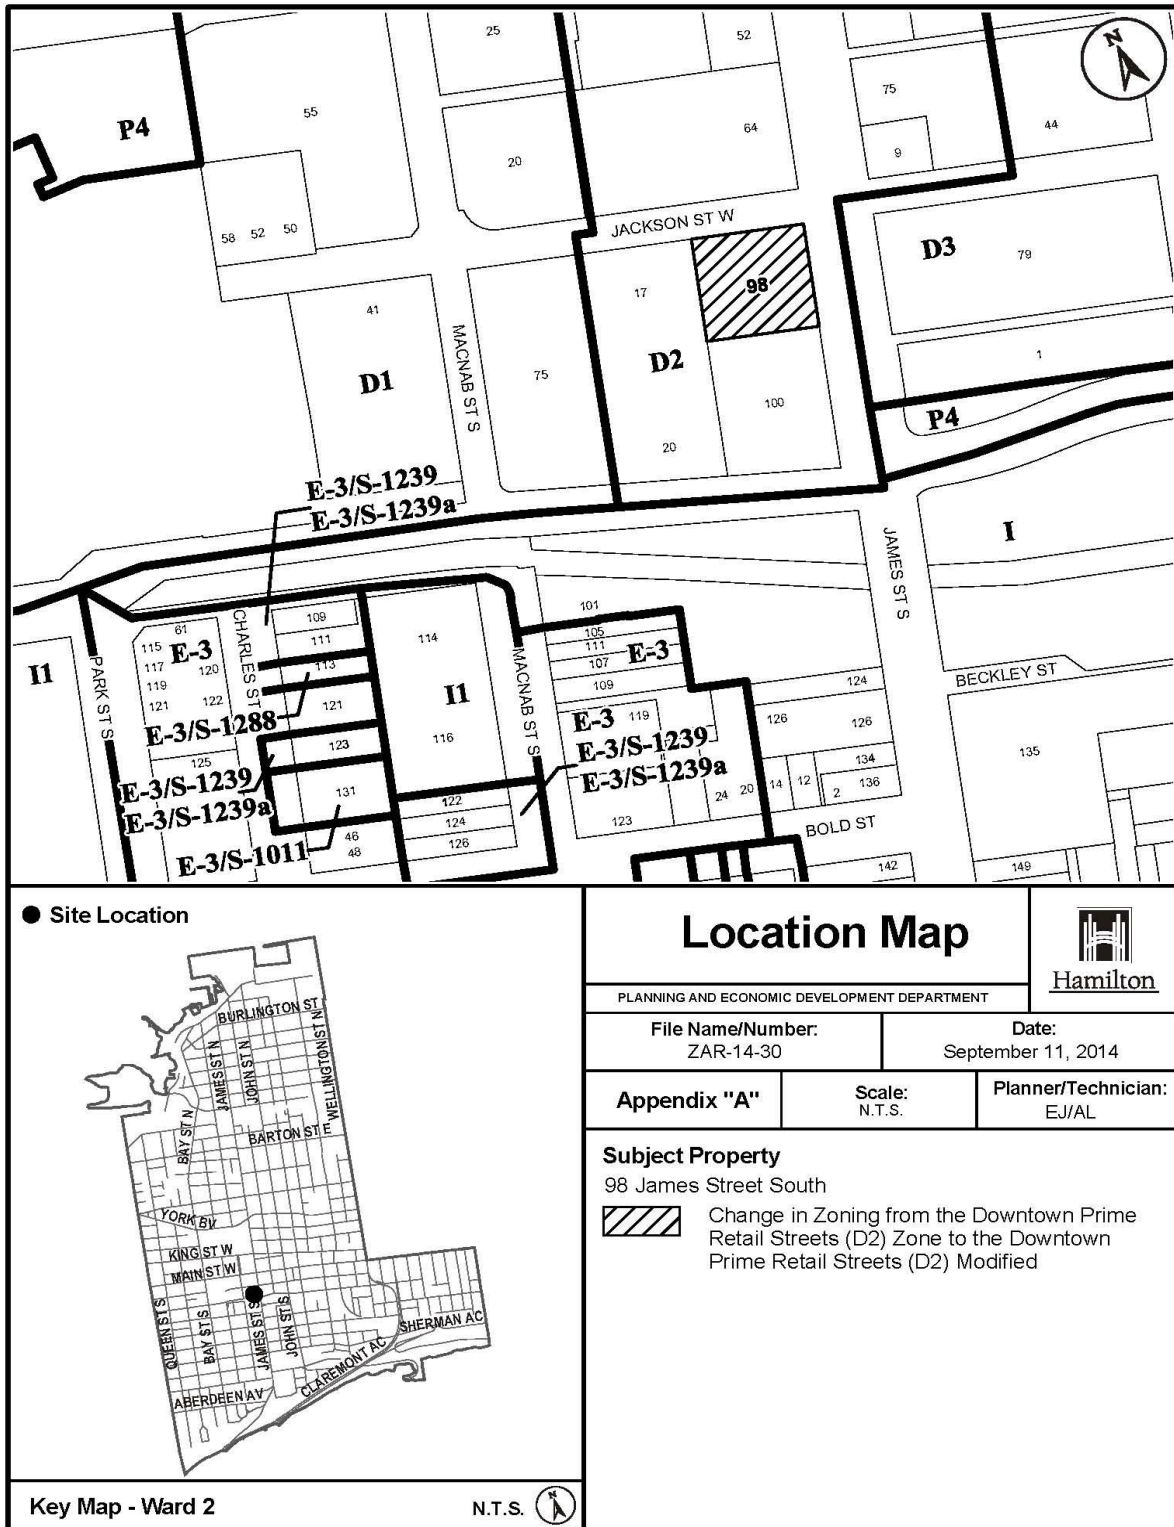 25
52
N
P4
55
75
64
44
20
9
58 52 50
JACKSON ST W
D3
79
17
98
41
MACNAB ST S
D1
75
D2
1
100
P4
20
E-3/S-1239
E-3/S-1239a
JAMES ST S
I
101
CHARLES ST S
109
61
105
115
E-3
111
114
MACNAB ST S
111
E-3
I1
PARK ST S
117
120
113
107
BECKLEY ST
119
109
124
121
122
121
I1
E-3/S-1288
E-3
119
126
126
E-3/S-1239
123
116
E-3/S-1239
135
125
E-3/S-1239a
E-3/S-1239a
134
131
122
24
20
14
12
2
136
124
123
BOLD ST
E-3/S-1011
46
126
48
142
149
Site Location
BURLINGTON ST
JAMES ST N
JOHN ST N
WELLINGTON ST N
BAY ST N
BARTON ST E
YORK BV
KING ST W
MAIN ST W
QUEEN ST S
BAY ST S
JAMES ST S
JOHN ST S
CLAREMONT AC
SHERMAN AC
ABERDEEN AV
Key Map - Ward 2
N.T.S.
N
Location Map
Hamilton
PLANNING AND ECONOMIC DEVELOPMENT DEPARTMENT
File Name/Number:
ZAR-14-30
Date:
September 11, 2014
Appendix "A"
Scale:
N.T.S.
Planner/Technician:
EJ/AL
Subject Property
98 James Street South
Change in Zoning from the Downtown Prime
Retail Streets (D2) Zone to the Downtown
Prime Retail Streets (D2) Modified